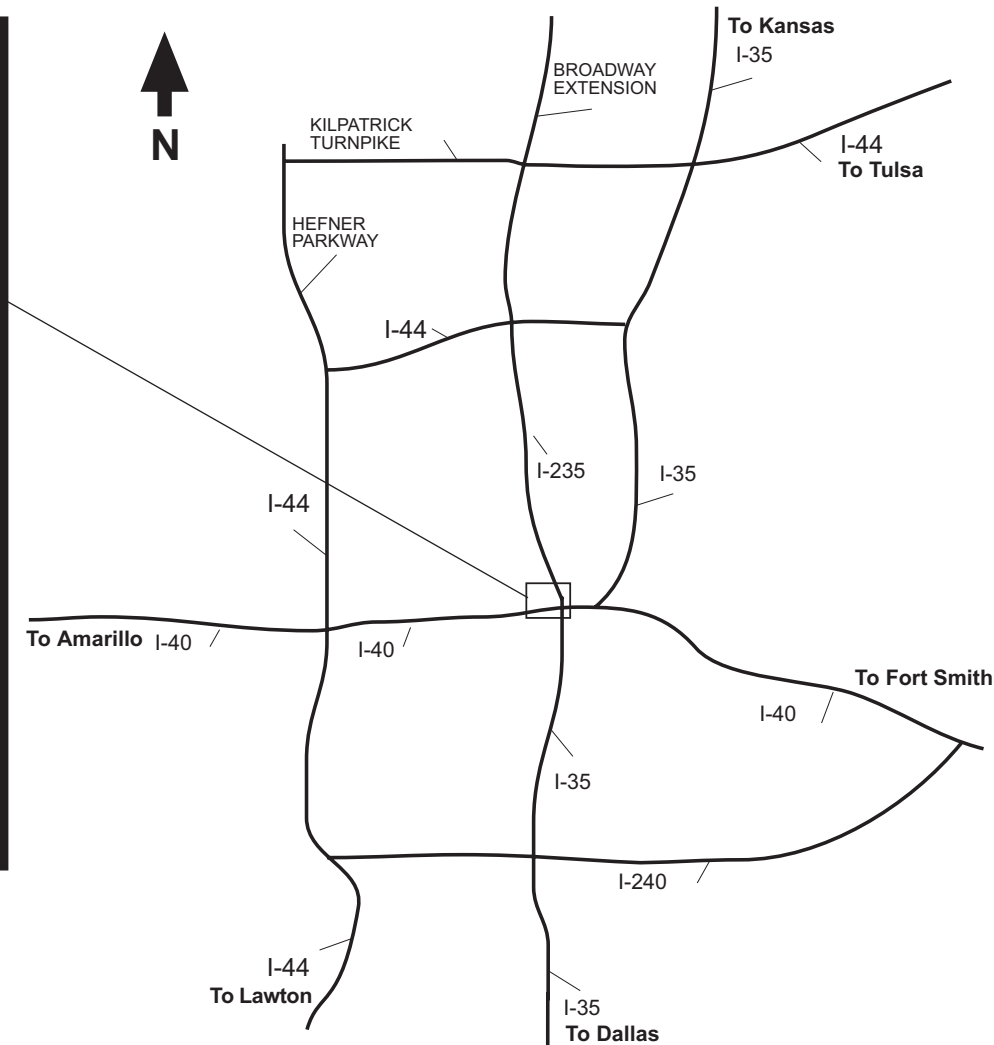 To Kansas
I-35
BROADWAY
EXTENSION
KILPATRICK
TURNPIKE
N
I-44
To Tulsa
HEFNER
PARKWAY
I-44
I-235
I-35
I-44
To Amarillo
I-40
I-40
To Fort Smith
I-40
I-35
I-240
I-44
To Lawton
I-35
To Dallas